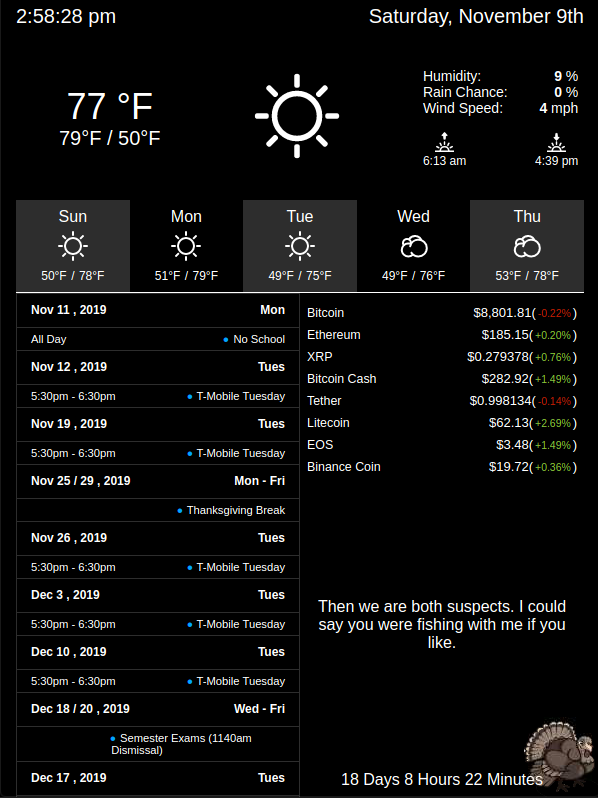 2:58:28 pm
Saturday, November 9th
77 °F
79°F / 50°F
Humidity: 9 %
Rain Chance: 0 %
Wind Speed: 4 mph
6:13 am
4:39 pm
Sun
Mon
Tue
Wed
Thu
50°F / 78°F
51°F / 79°F
49°F / 75°F
49°F / 76°F
53°F / 78°F
Nov 11 , 2019 Mon
All Day • No School
Nov 12 , 2019 Tues
5:30pm - 6:30pm • T-Mobile Tuesday
Nov 19 , 2019 Tues
5:30pm - 6:30pm • T-Mobile Tuesday
Nov 25 / 29 , 2019 Mon - Fri
• Thanksgiving Break
Nov 26 , 2019 Tues
5:30pm - 6:30pm • T-Mobile Tuesday
Dec 3 , 2019 Tues
5:30pm - 6:30pm • T-Mobile Tuesday
Dec 10 , 2019 Tues
5:30pm - 6:30pm • T-Mobile Tuesday
Dec 18 / 20 , 2019 Wed - Fri
• Semester Exams (1140am
Dismissal)
Dec 17 , 2019 Tues
Bitcoin $8,801.81( -0.22% )
Ethereum $185.15( +0.20% )
XRP $0.279378( +0.76% )
Bitcoin Cash $282.92( +1.49% )
Tether $0.998134( -0.14% )
Litecoin $62.13( +2.69% )
EOS $3.48( +1.49% )
Binance Coin $19.72( +0.36% )
Then we are both suspects. I could
say you were fishing with me if you
like.
18 Days 8 Hours 22 Minutes